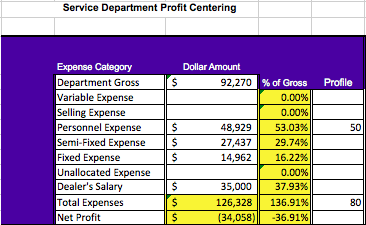 Service Department Profit Centering
Expense Category Dollar Amount % of Gross Profile
Department Gross $ 92,270
Variable Expense 0.00%
Selling Expense 0.00%
Personnel Expense $ 48,929 53.03% 50
Semi-Fixed Expense $ 27,437 29.74%
Fixed Expense $ 14,962 16.22%
Unallocated Expense 0.00%
Dealer's Salary $ 35,000 37.93%
Total Expenses $ 126,328 136.91% 80
Net Profit $ (34,058) -36.91%